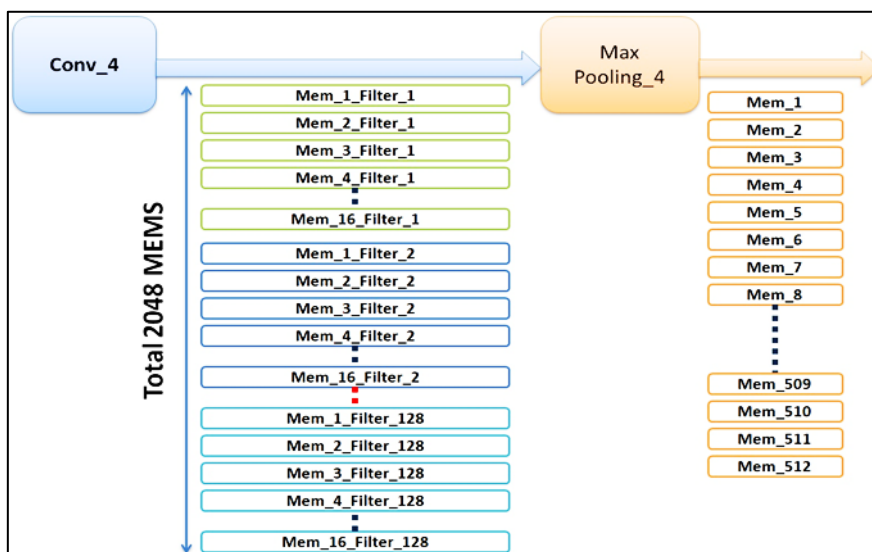 Conv_4
Max
Pooling_4
Total 2048 MEMS
Mem_1_Filter_1
Mem_2_Filter_1
Mem_3_Filter_1
Mem_4_Filter_1
Mem_16_Filter_1
Mem_1_Filter_2
Mem_2_Filter_2
Mem_3_Filter_2
Mem_4_Filter_2
Mem_16_Filter_2
Mem_1_Filter_128
Mem_2_Filter_128
Mem_3_Filter_128
Mem_4_Filter_128
Mem_16_Filter_128
Mem_1
Mem_2
Mem_3
Mem_4
Mem_5
Mem_6
Mem_7
Mem_8
Mem_509
Mem_510
Mem_511
Mem_512